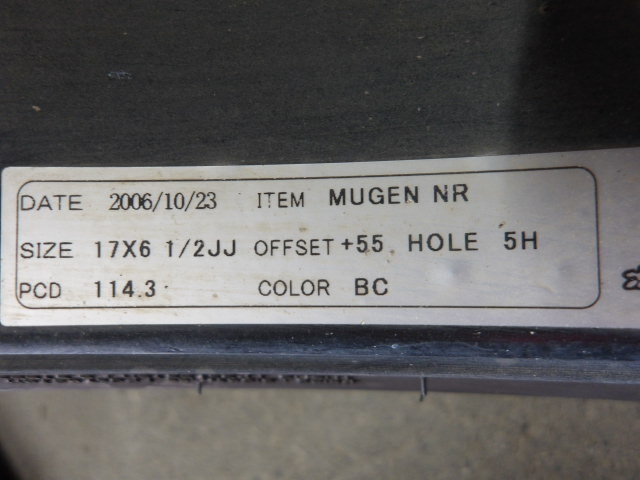 DATE 2006/10/23 ITEM MUGEN NR
SIZE 17X6 1/2JJ OFFSET +55 HOLE 5H
PCD 114.3 COLOR BC